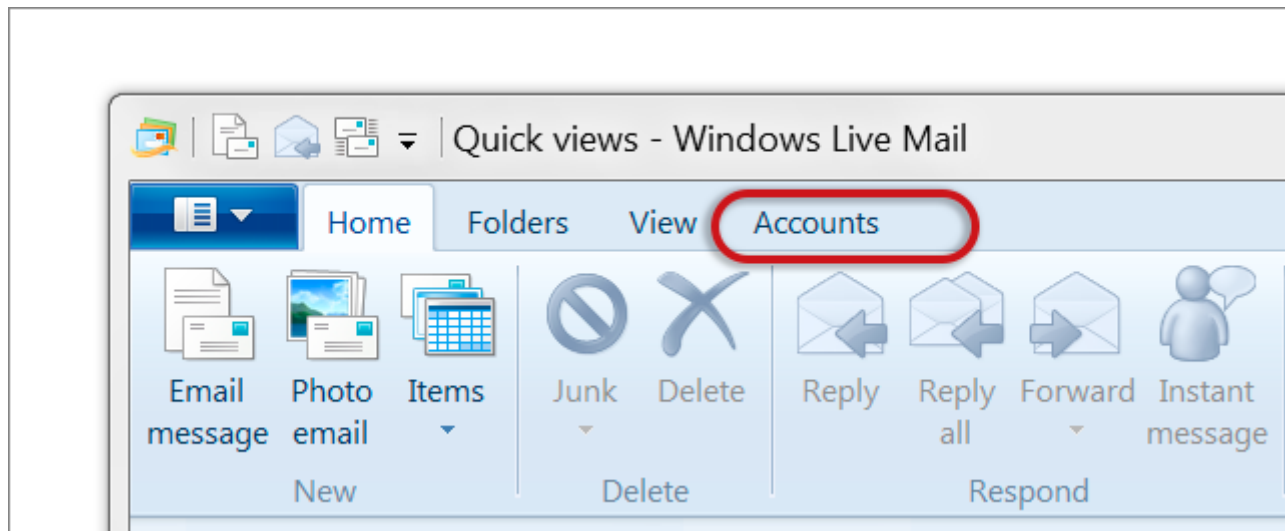 Quick views - Windows Live Mail
Home Folders View Accounts
Email message
Photo email
Items
Junk
Delete
Reply
Reply all
Forward
Instant message
New
Delete
Respond